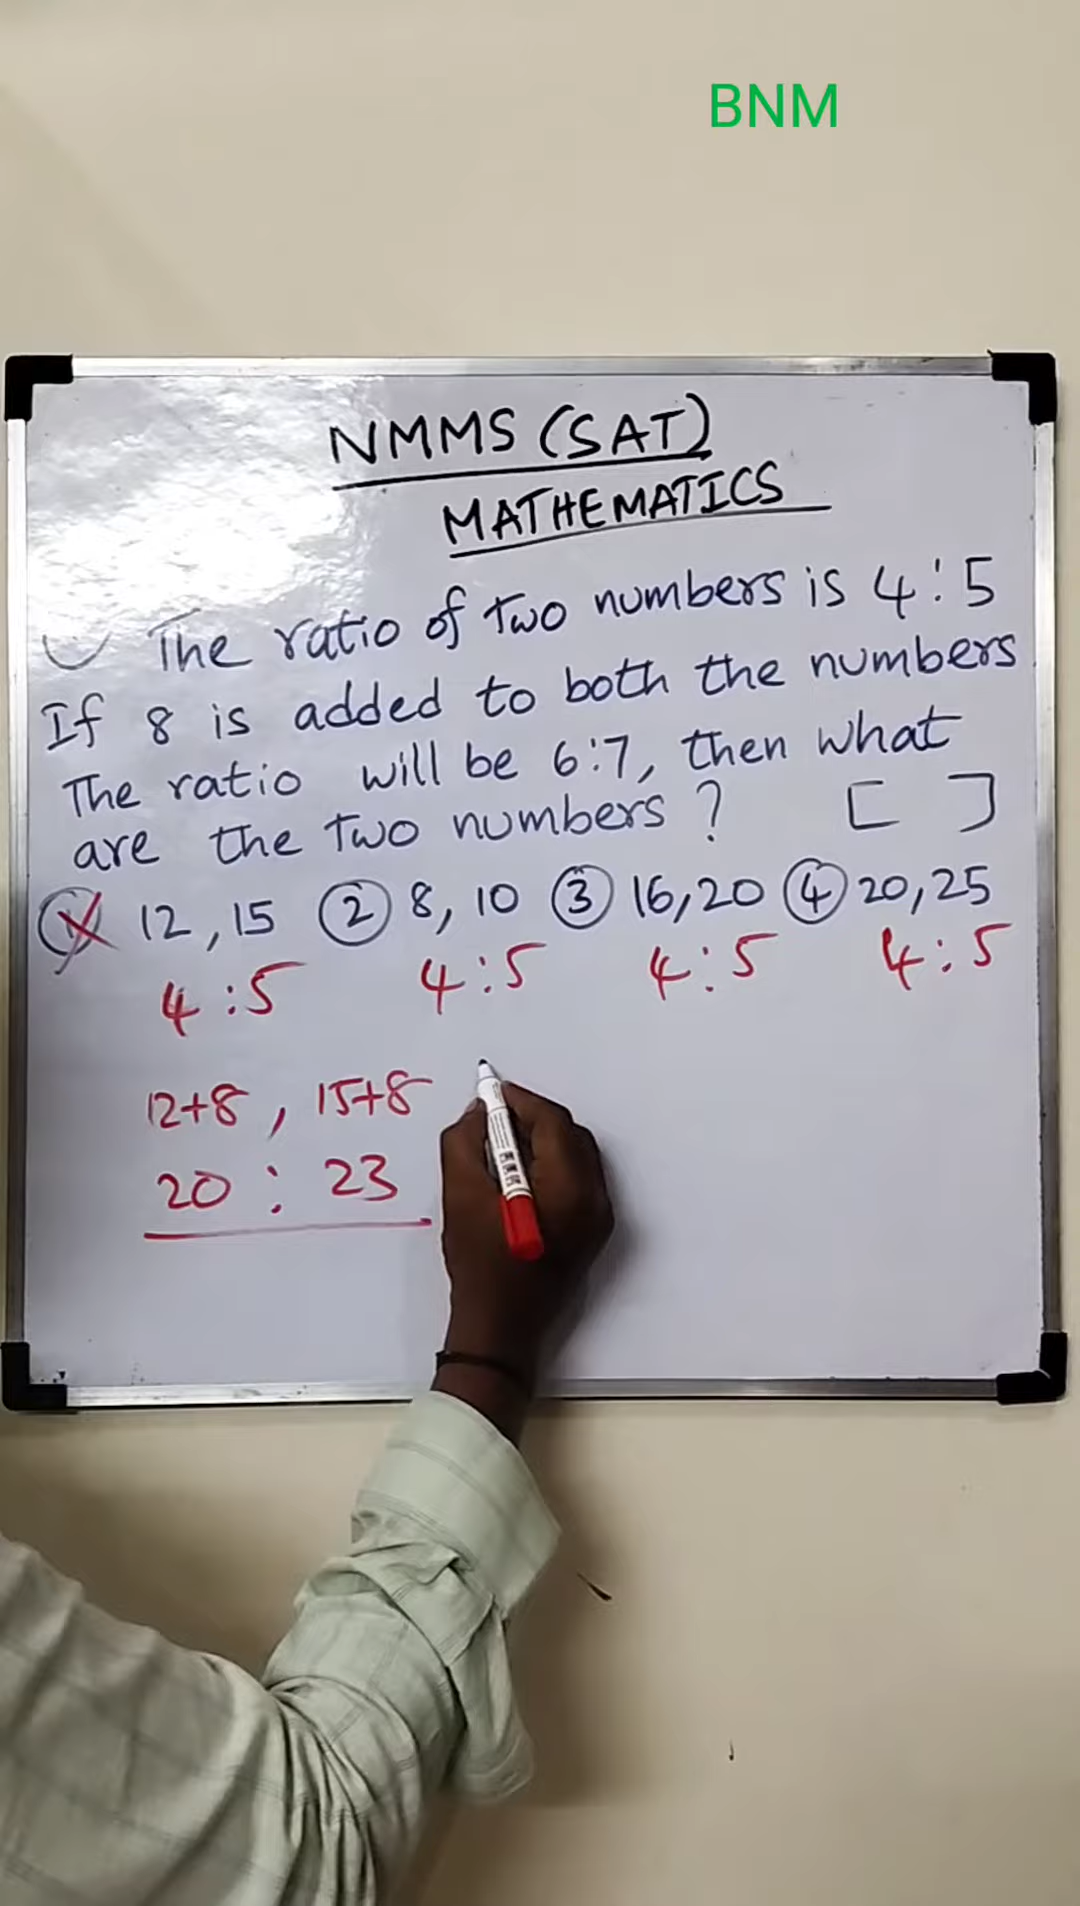 BNM
NMMS (SAT)
MATHEMATICS
The ratio of two numbers is 4:5
If 8 is added to both the numbers
The ratio will be 6:7, then what
are the two numbers? [ ]
1 12, 15 2 8, 10 3 16, 20 4 20, 25
4:5 4:5 4:5 4:5
12+8, 15+8
20 : 23